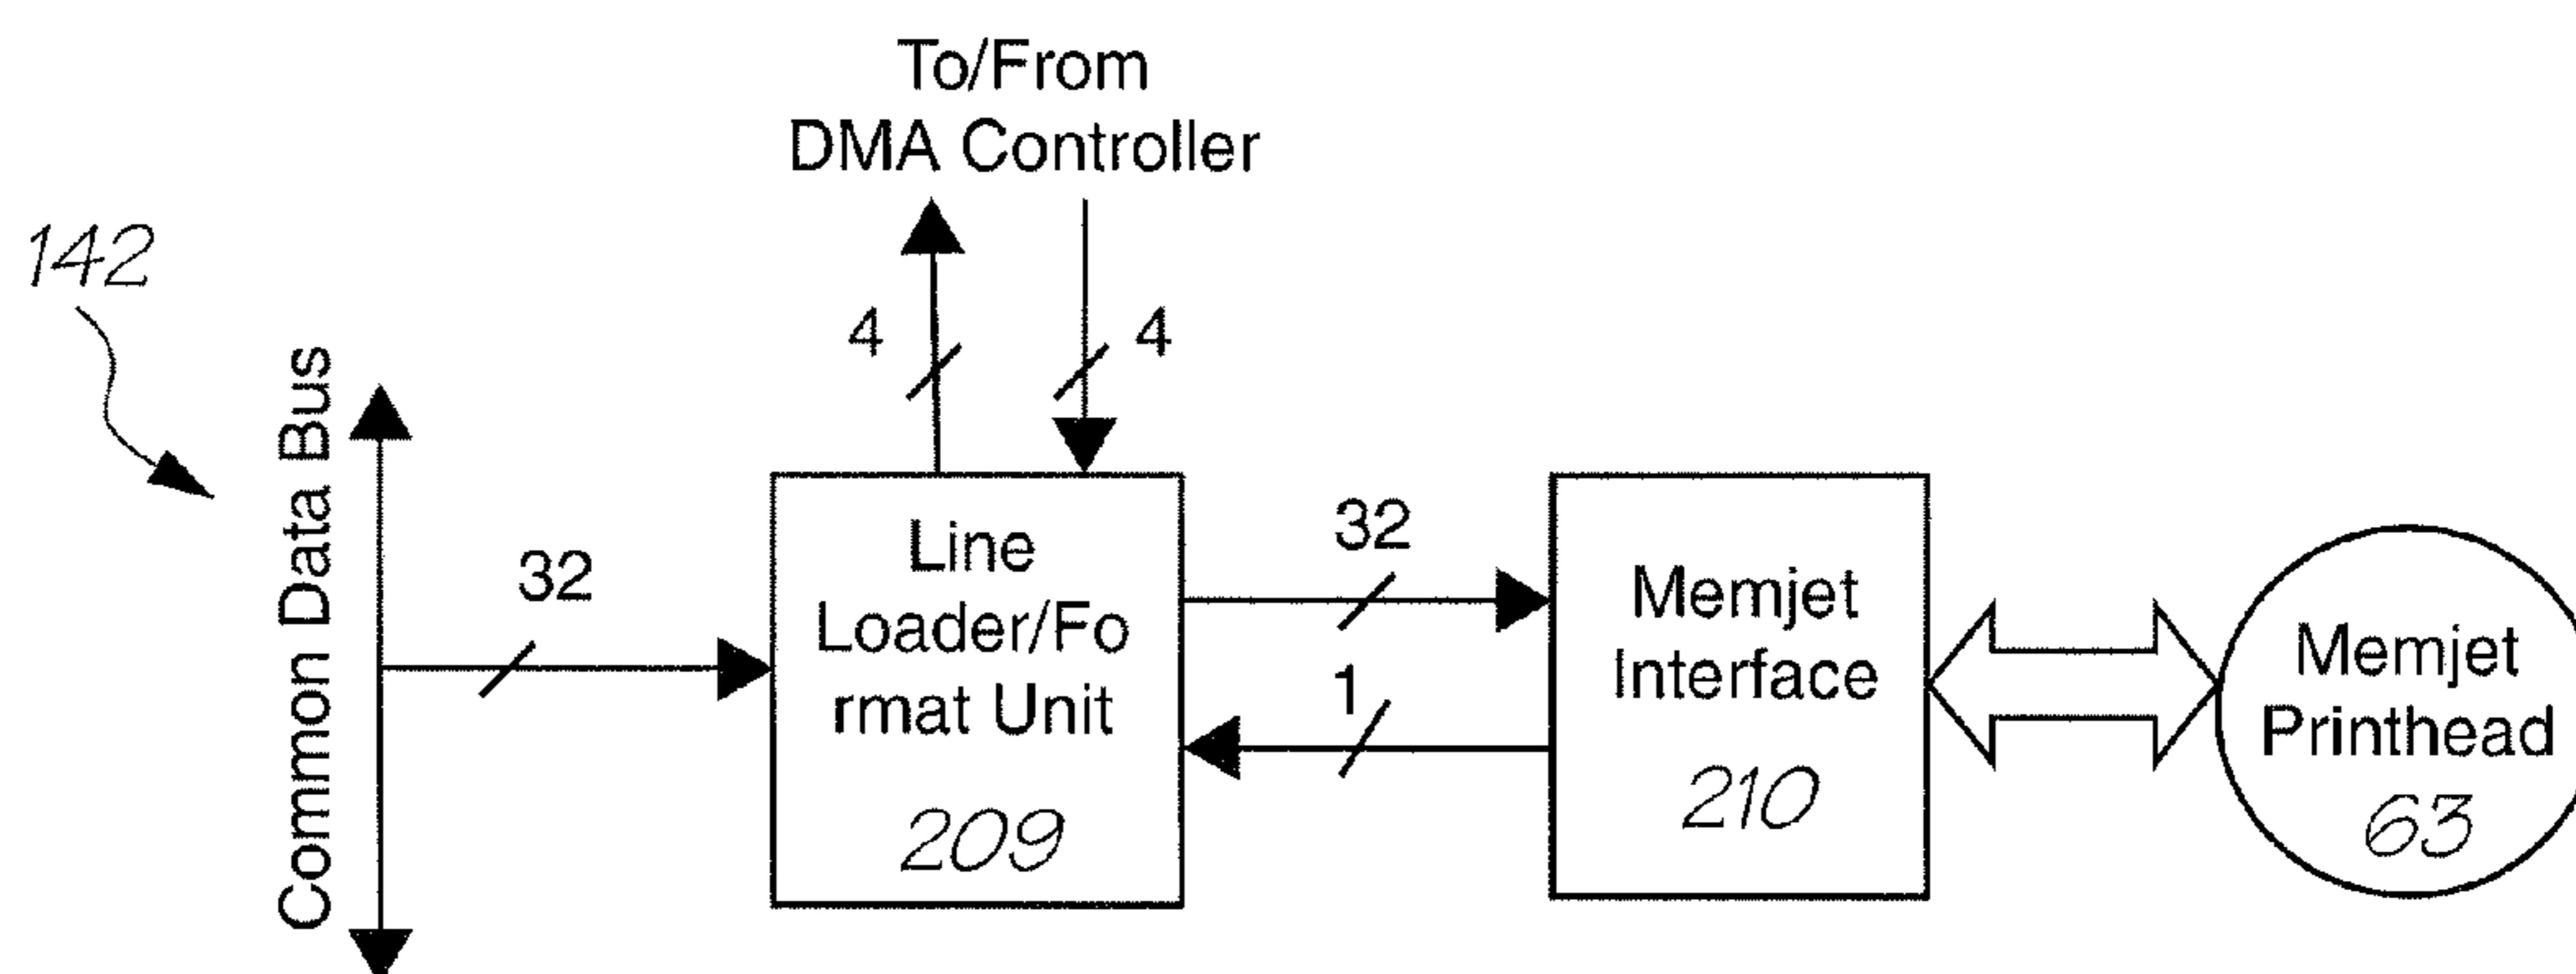 To/From
DMA Controller
142
4
4
Common Data Bus
32
Line
Loader/Fo
rmat Unit
209
32
1
Memjet
Interface
210
Memjet
Printhead
63